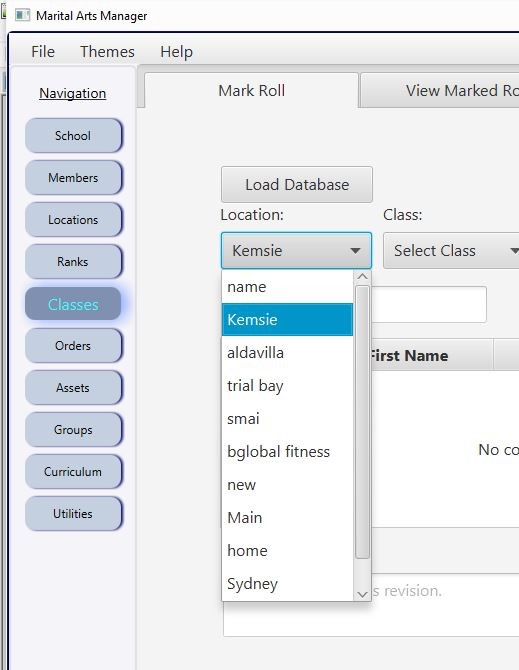 Marital Arts Manager
File Themes Help
Navigation
School
Members
Locations
Ranks
Classes
Orders
Assets
Groups
Curriculum
Utilities
Mark Roll
View Marked Ro
Load Database
Location:
Class:
Kemsie
Select Class
name
Kemsie
aldavilla
trial bay
smai
bglobal fitness
new
Main
home
Sydney
First Name
No co
s revision.